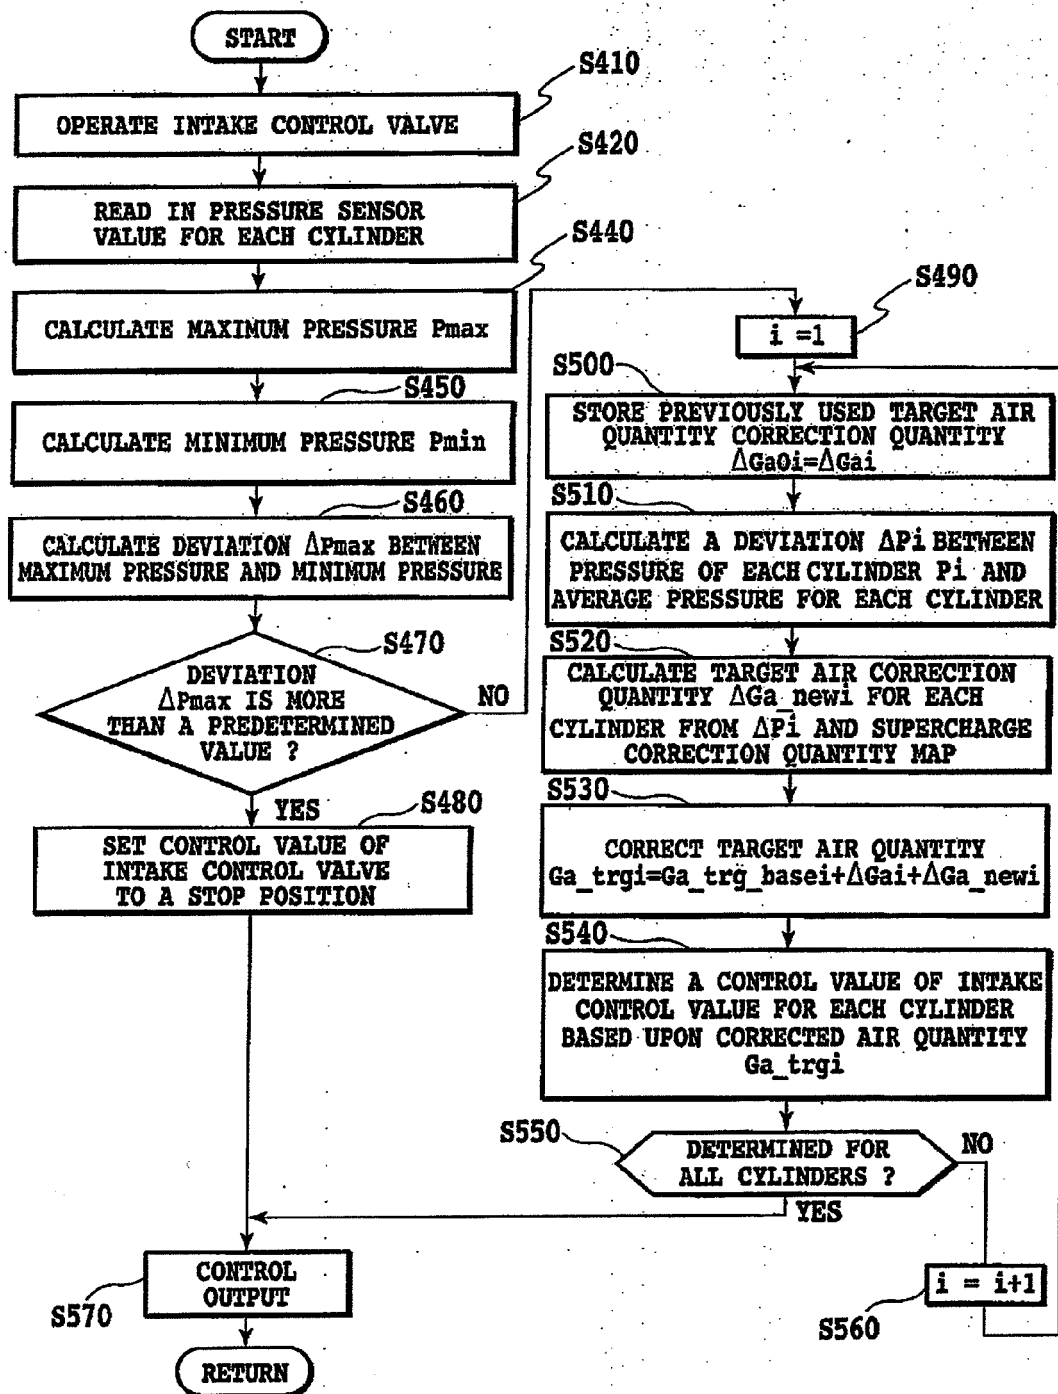 START
S410
OPERATE INTAKE CONTROL VALVE
S420
READ IN PRESSURE SENSOR
VALUE FOR EACH CYLINDER
S440
CALCULATE MAXIMUM PRESSURE Pmax
S450
CALCULATE MINIMUM PRESSURE Pmin
S460
CALCULATE DEVIATION ΔPmax BETWEEN
MAXIMUM PRESSURE AND MINIMUM PRESSURE
S470
DEVIATION
ΔPmax IS MORE
THAN A PREDETERMINED
VALUE ?
NO
YES
S480
SET CONTROL VALUE OF
INTAKE CONTROL VALVE
TO A STOP POSITION
S490
i =1
S500
STORE PREVIOUSLY USED TARGET AIR
QUANTITY CORRECTION QUANTITY
ΔGa0i=ΔGai
S510
CALCULATE A DEVIATION ΔPi BETWEEN
PRESSURE OF EACH CYLINDER Pi AND
AVERAGE PRESSURE FOR EACH CYLINDER
S520
CALCULATE TARGET AIR CORRECTION
QUANTITY ΔGa_newi FOR EACH
CYLINDER FROM ΔPi AND SUPERCHARGE
CORRECTION QUANTITY MAP
S530
CORRECT TARGET AIR QUANTITY
Ga_trgi=Ga_trg_basei+ΔGai+ΔGa_newi
S540
DETERMINE A CONTROL VALUE OF INTAKE
CONTROL VALUE FOR EACH CYLINDER
BASED UPON CORRECTED AIR QUANTITY
Ga_trgi
S550
DETERMINED FOR
ALL CYLINDERS ?
NO
YES
i = i+1
S560
CONTROL
OUTPUT
S570
RETURN